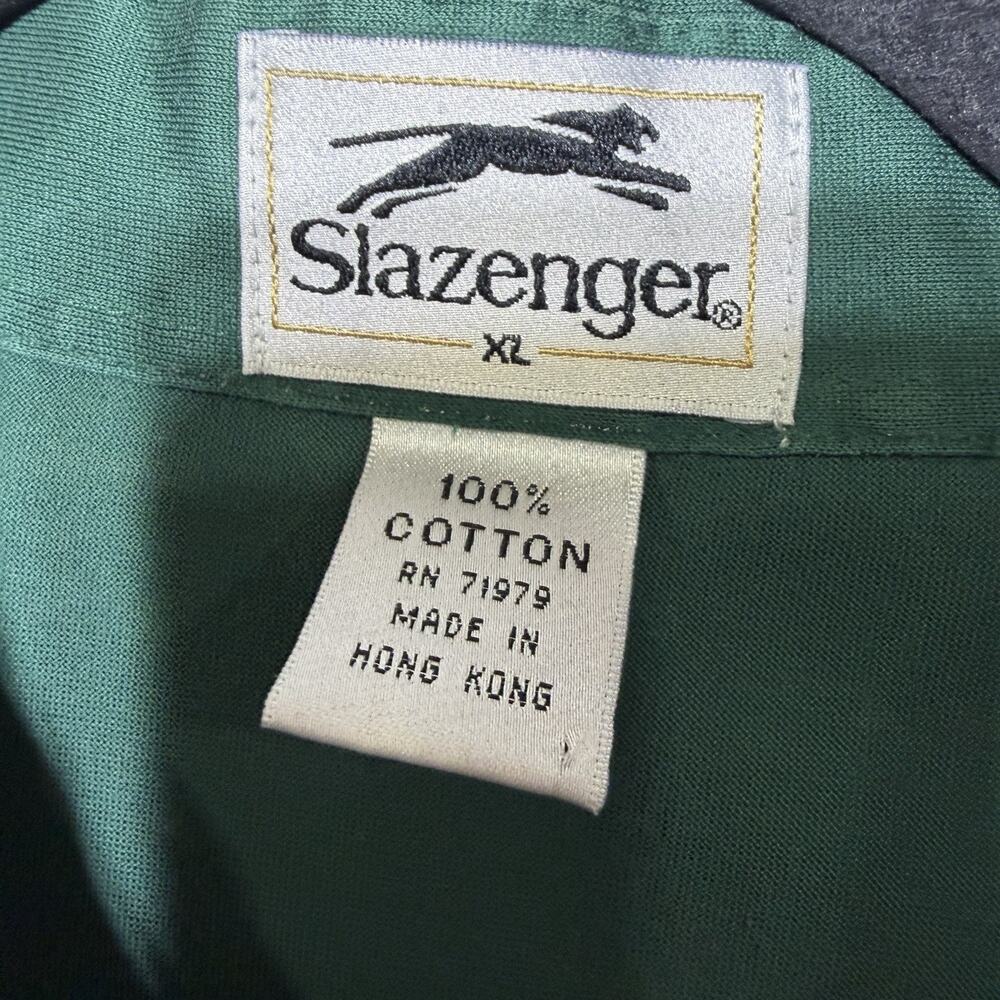 Slazenger®
XL
100%
COTTON
RN 71979
MADE IN
HONG KONG